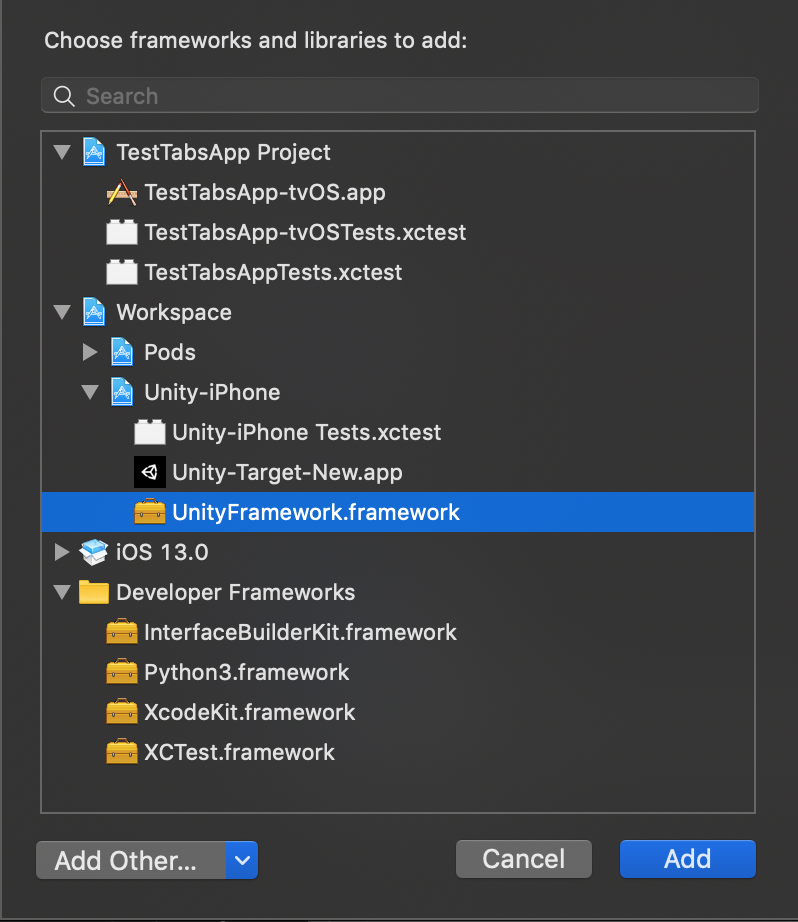 Choose frameworks and libraries to add:
Search
TestTabsApp Project
TestTabsApp-tvOS.app
TestTabsApp-tvOSTests.xctest
TestTabsAppTests.xctest
Workspace
Pods
Unity-iPhone
Unity-iPhone Tests.xctest
Unity-Target-New.app
UnityFramework.framework
iOS 13.0
Developer Frameworks
InterfaceBuilderKit.framework
Python3.framework
XcodeKit.framework
XCTest.framework
Add Other... Cancel Add